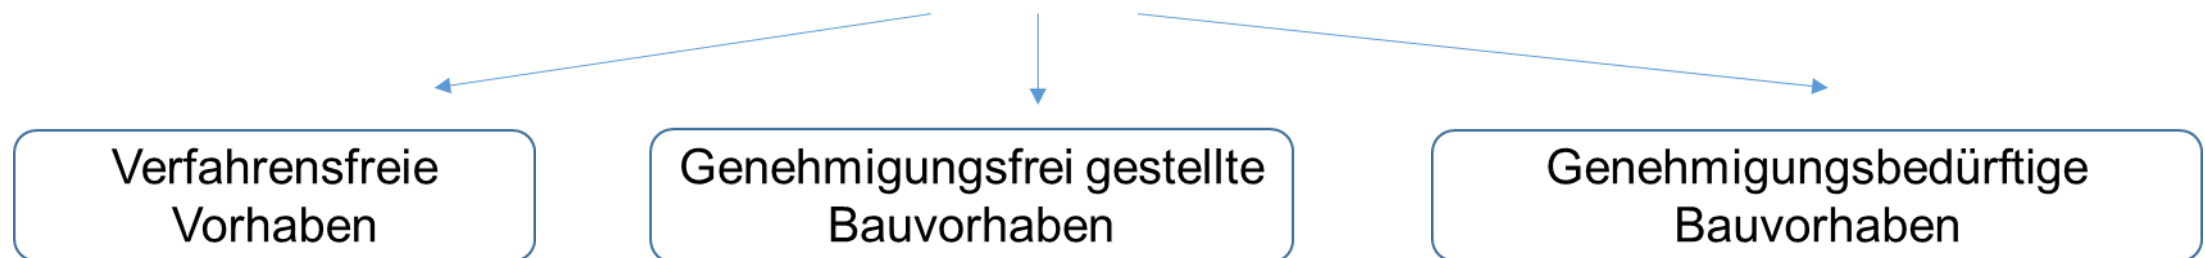 Verfahrensfreie
Vorhaben
Genehmigungsfrei gestellte
Bauvorhaben
Genehmigungsbedürftige
Bauvorhaben